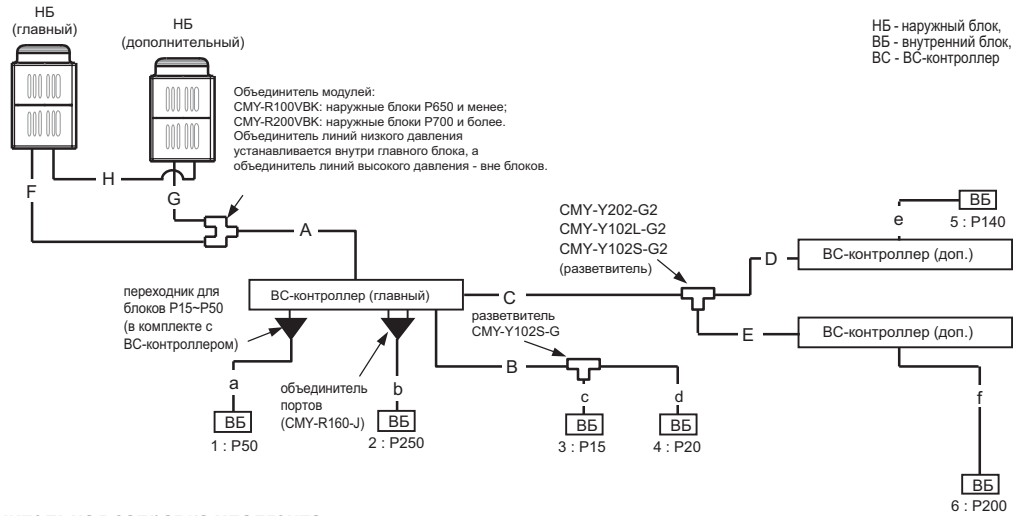 НБ
(главный)
НБ
(дополнительный)
НБ - наружный блок,
ВБ - внутренний блок,
ВС - ВС-контроллер
Объединитель модулей:
CMY-R100VBK: наружные блоки P650 и менее;
CMY-R200VBK: наружные блоки P700 и более.
Объединитель линий низкого давления
устанавливается внутри главного блока, а
объединитель линий высокого давления - вне блоков.
F
H
G
A
CMY-Y202-G2
CMY-Y102L-G2
CMY-Y102S-G2
(разветвитель)
e
ВБ
5 : P140
D
ВС-контроллер (доп.)
переходник для
блоков P15~P50
(в комплекте с
ВС-контроллером)
ВС-контроллер (главный)
C
разветвитель
CMY-Y102S-G
E
ВС-контроллер (доп.)
B
a
объединитель
портов
(CMY-R160-J)
b
c
d
f
ВБ
1 : P50
ВБ
2 : P250
ВБ
3 : P15
ВБ
4 : P20
ВБ
6 : P200